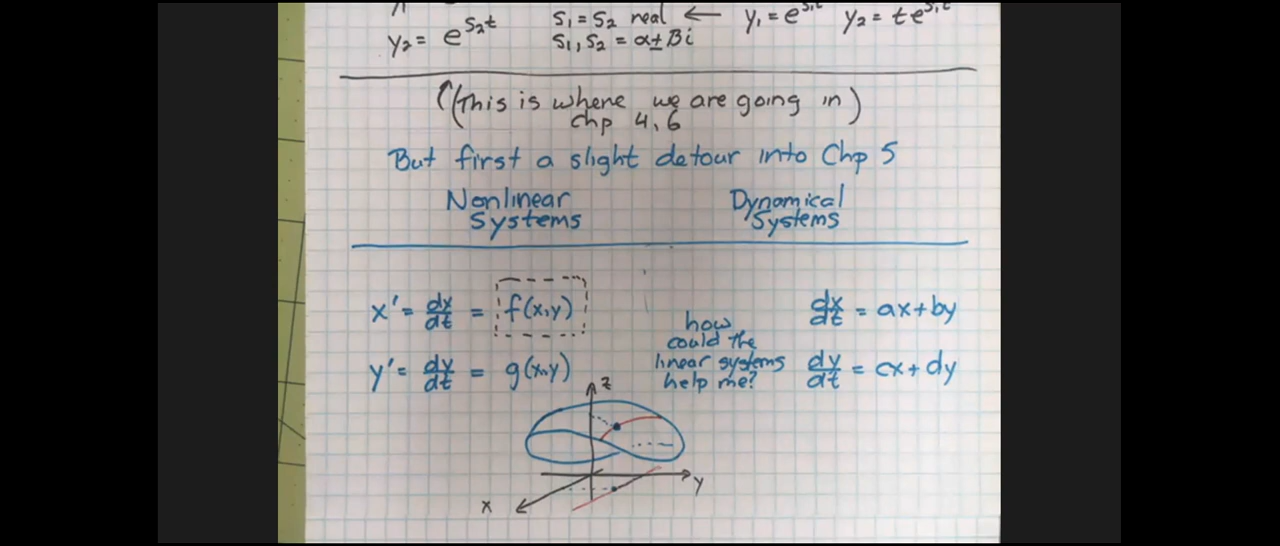 y₂ = e^{s₂t}
s₁ = s₂ real ← y₁ = e^{s₁t} y₂ = t e^{s₁t}
s₁, s₂ = α ± Bi
(This is where we are going in)
chp 4, 6
But first a slight detour into Chp 5
Nonlinear
Systems
Dynamical
Systems
x' = dx/dt = f(x,y)
y' = dy/dt = g(x,y)
how
could the
linear systems
help me?
dx/dt = ax + by
dy/dt = cx + dy
z
y
x